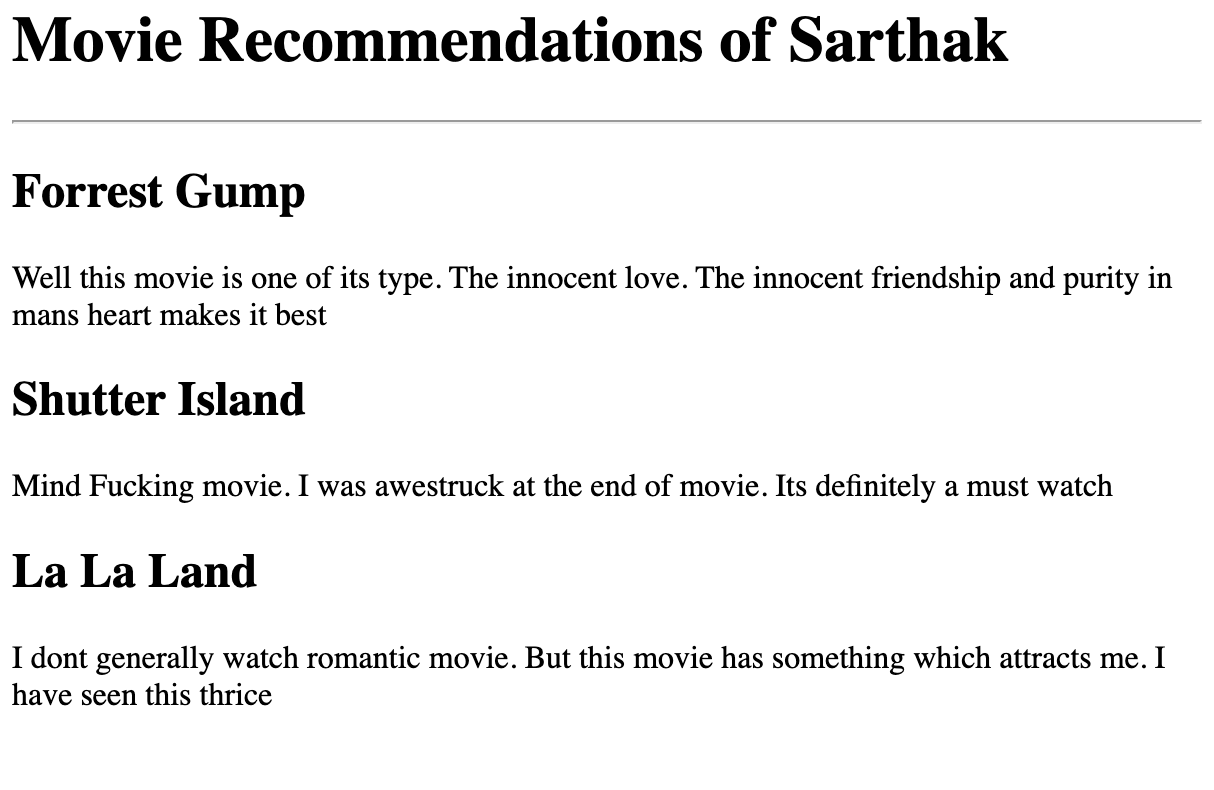 Movie Recommendations of Sarthak
Forrest Gump
Well this movie is one of its type. The innocent love. The innocent friendship and purity in
mans heart makes it best
Shutter Island
Mind Fucking movie. I was awestruck at the end of movie. Its definitely a must watch
La La Land
I dont generally watch romantic movie. But this movie has something which attracts me. I
have seen this thrice